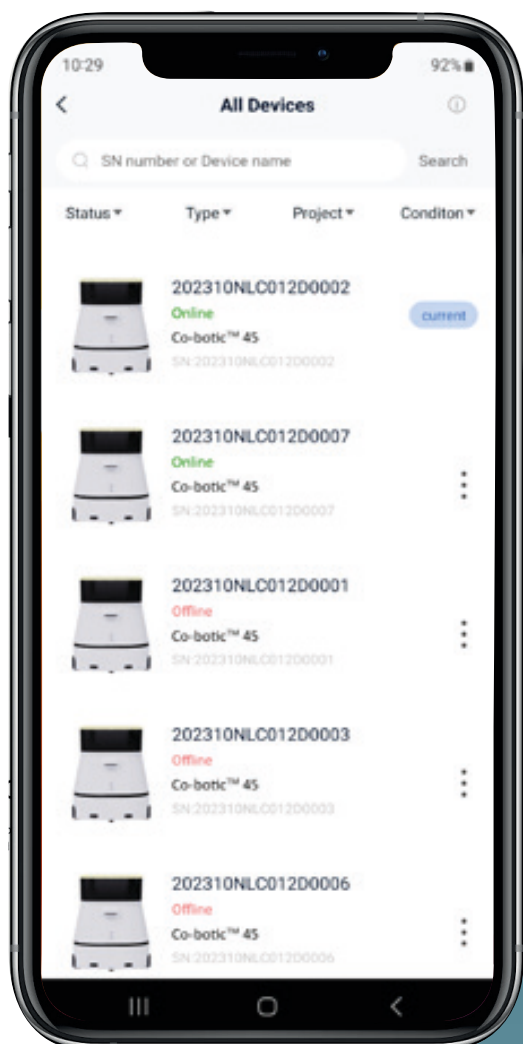 10:29 92%
All Devices
SN number or Device name Search
Status Type Project Conditon
202310NLC012D0002
Online
current
Co-botic™ 45
SN:202310NLC012D0002
202310NLC012D0007
Online
Co-botic™ 45
SN:202310NLC012D0007
202310NLC012D0001
Offline
Co-botic™ 45
SN:202310NLC012D0001
202310NLC012D0003
Offline
Co-botic™ 45
SN:202310NLC012D0003
202310NLC012D0006
Offline
Co-botic™ 45
SN:202310NLC012D0006